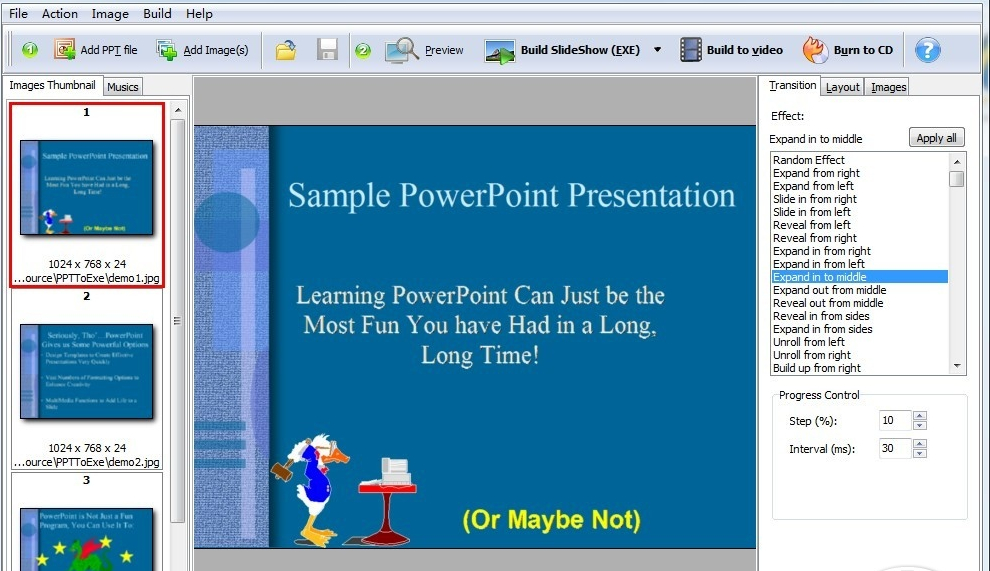 File Action Image Build Help
1 Add PPT file Add Image(s) 2 Preview Build SlideShow (EXE) Build to video Burn to CD ?
Images Thumbnail Musics
1
Sample PowerPoint Presentation
Learning PowerPoint Can Just be the
Most Fun You have Had in a Long,
Long Time!
(Or Maybe Not)
1024 x 768 x 24
...ource\PPTToExe\demo1.jpg
2
Seriously, Tho'...PowerPoint
Gives us Some Powerful Options
Design Templates to Create Effective
Presentations Very Quickly
Vast Numbers of Formatting Options to
Enhance Creativity
MultiMedia Functions to Add Life to a
Slide
1024 x 768 x 24
...ource\PPTToExe\demo2.jpg
3
PowerPoint is Not Just a Fun
Program, You Can Use It To:
Sample PowerPoint Presentation
Learning PowerPoint Can Just be the
Most Fun You have Had in a Long,
Long Time!
(Or Maybe Not)
Transition Layout Images
Effect:
Expand in to middle Apply all
Random Effect
Expand from right
Expand from left
Slide in from right
Slide in from left
Reveal from left
Reveal from right
Expand in from right
Expand in from left
Expand in to middle
Expand out from middle
Reveal out from middle
Reveal in from sides
Expand in from sides
Unroll from left
Unroll from right
Build up from right
Progress Control
Step (%): 10
Interval (ms): 30